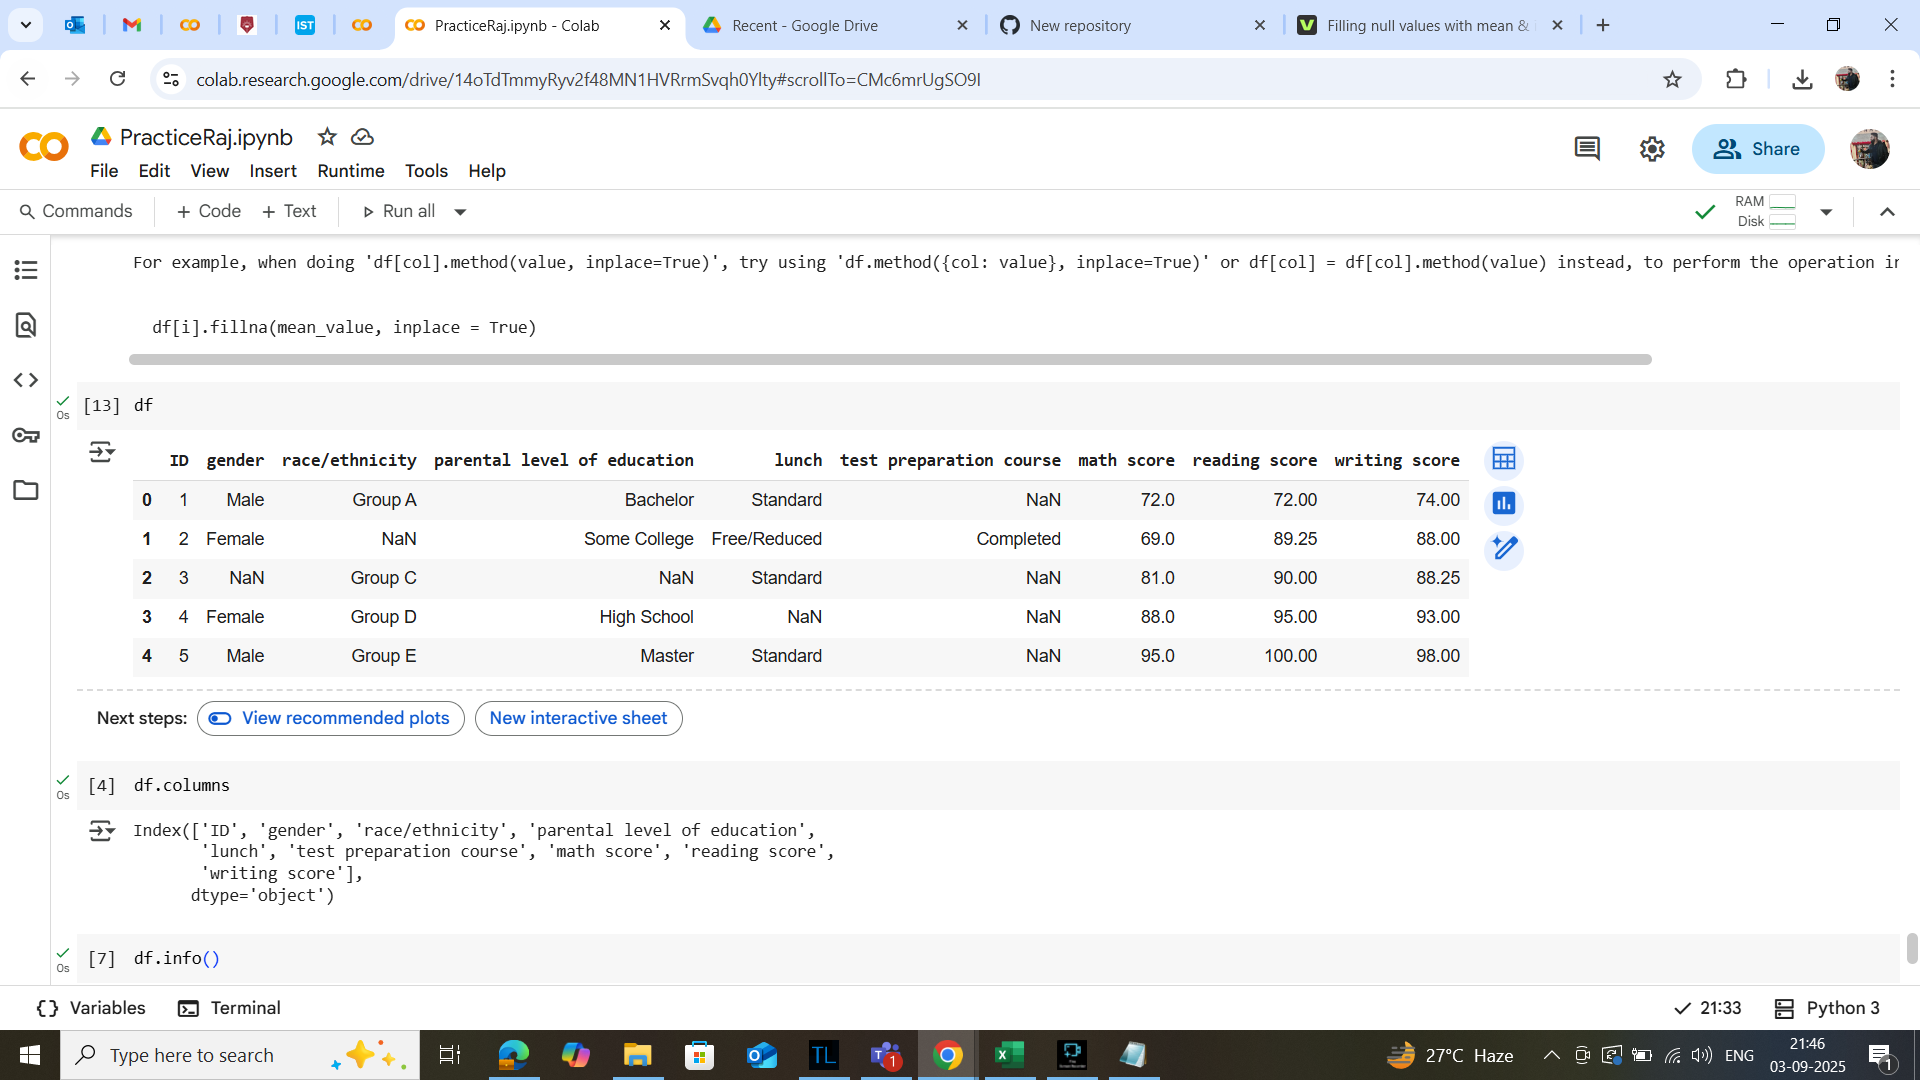 IST
PracticeRaj.ipynb - Colab
Recent - Google Drive
New repository
Filling null values with mean &
colab.research.google.com/drive/14oTdTmmyRyv2f48MN1HVRrmSvqh0Ylty#scrollTo=CMc6mrUgSO9I
PracticeRaj.ipynb
File Edit View Insert Runtime Tools Help
Share
Commands + Code + Text Run all
RAM
Disk
For example, when doing 'df[col].method(value, inplace=True)', try using 'df.method({col: value}, inplace=True)' or df[col] = df[col].method(value) instead, to perform the operation in
df[i].fillna(mean_value, inplace = True)
0s [13] df
ID gender race/ethnicity parental level of education lunch test preparation course math score reading score writing score
0 1 Male Group A Bachelor Standard NaN 72.0 72.00 74.00
1 2 Female NaN Some College Free/Reduced Completed 69.0 89.25 88.00
2 3 NaN Group C NaN Standard NaN 81.0 90.00 88.25
3 4 Female Group D High School NaN NaN 88.0 95.00 93.00
4 5 Male Group E Master Standard NaN 95.0 100.00 98.00
Next steps: View recommended plots New interactive sheet
0s [4] df.columns
Index(['ID', 'gender', 'race/ethnicity', 'parental level of education',
'lunch', 'test preparation course', 'math score', 'reading score',
'writing score'],
dtype='object')
0s [7] df.info()
{} Variables Terminal
21:33 Python 3
Type here to search
TL
1
27°C Haze
ENG
21:46
03-09-2025
1